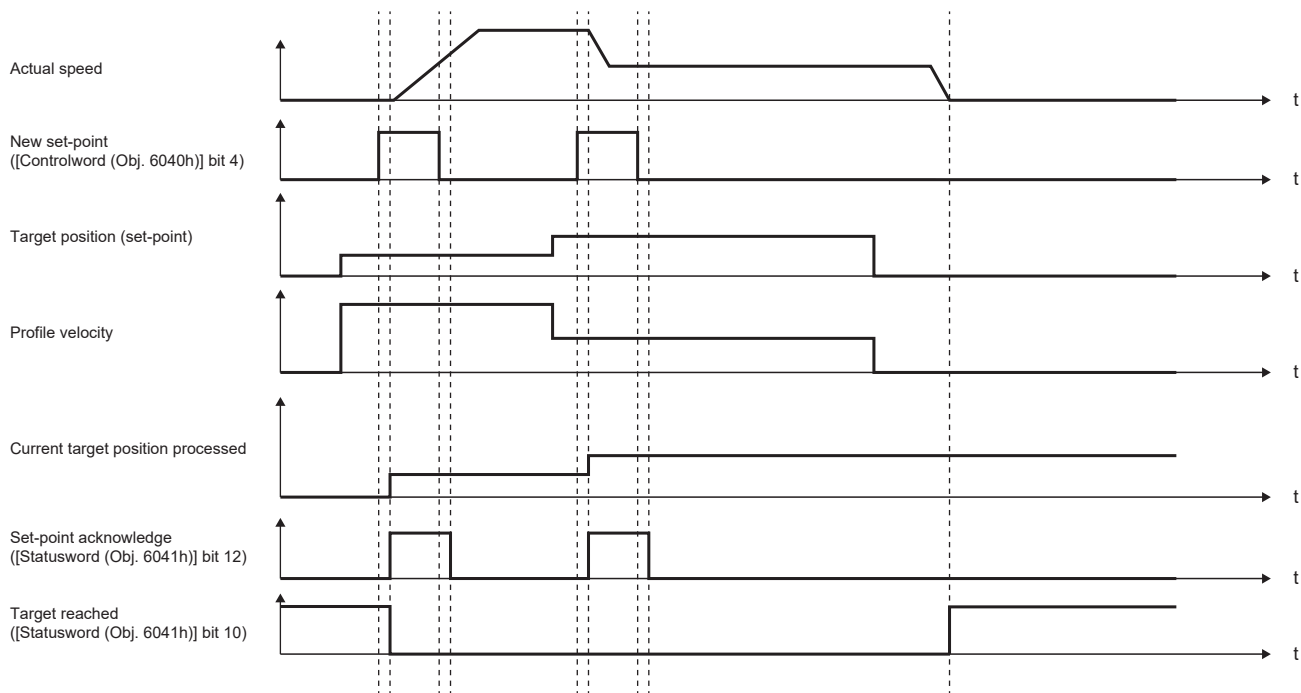 Actual speed
t
New set-point
([Controlword (Obj. 6040h)] bit 4)
t
Target position (set-point)
t
Profile velocity
t
Current target position processed
t
Set-point acknowledge
([Statusword (Obj. 6041h)] bit 12)
t
Target reached
([Statusword (Obj. 6041h)] bit 10)
t